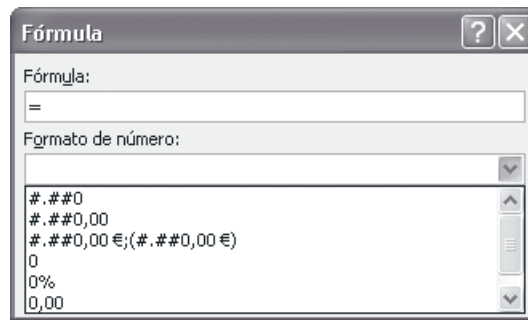 Fórmula
Fórmula:
=
Formato de número:
#.##0
#.##0,00
#.##0,00 €;(#.##0,00 €)
0
0%
0,00